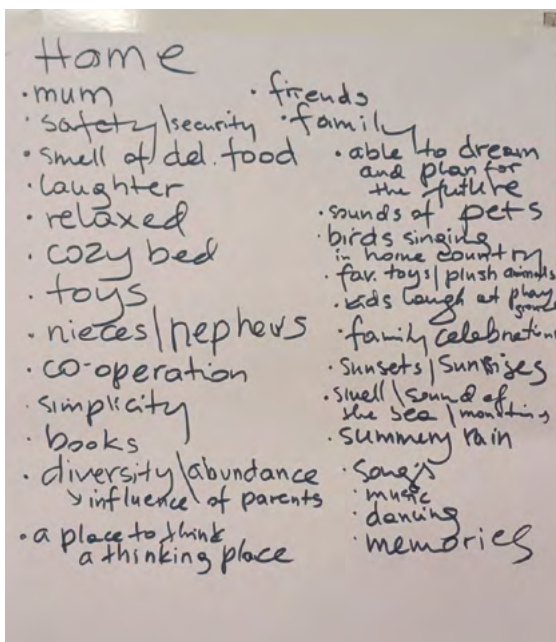 Home
· mum
· safety/security
· smell of del. food
· laughter
· relaxed
· cozy bed
· toys
· nieces/nephews
· co-operation
· simplicity
· books
· diversity\abundance
↳ influence of parents
· a place to think
a thinking place
· friends
· family
· able to dream
and plan for
the future
· sounds of pets
· birds singing
in home country
· fav. toys/plush animals
· kids laugh at play
ground
· family celebration
· sunsets/sunrises
· smell\sound of
the sea/
· summery rain
· songs
· music
· dancing
· memories